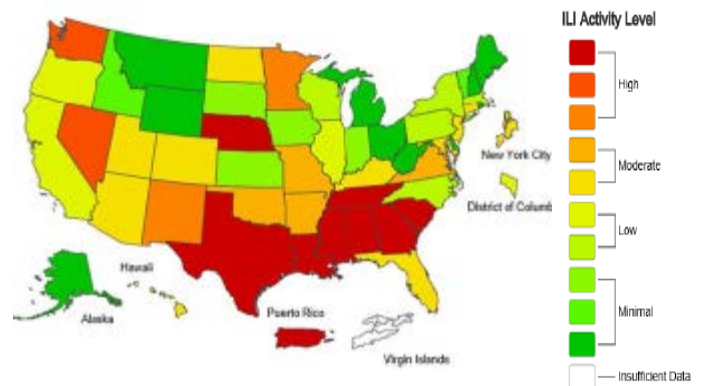 ILI Activity Level
High
Moderate
New York City
District of Columb
Low
Hawaii
Alaska
Puerto Rico
Minimal
Virgin Islands
Insufficient Data